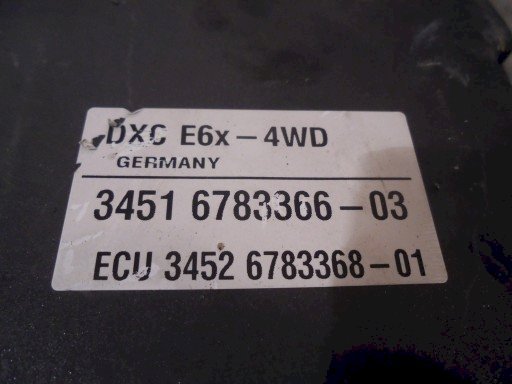 DXC E6x-4WD
GERMANY
3451 6783366-03
ECU 3452 6783368-01